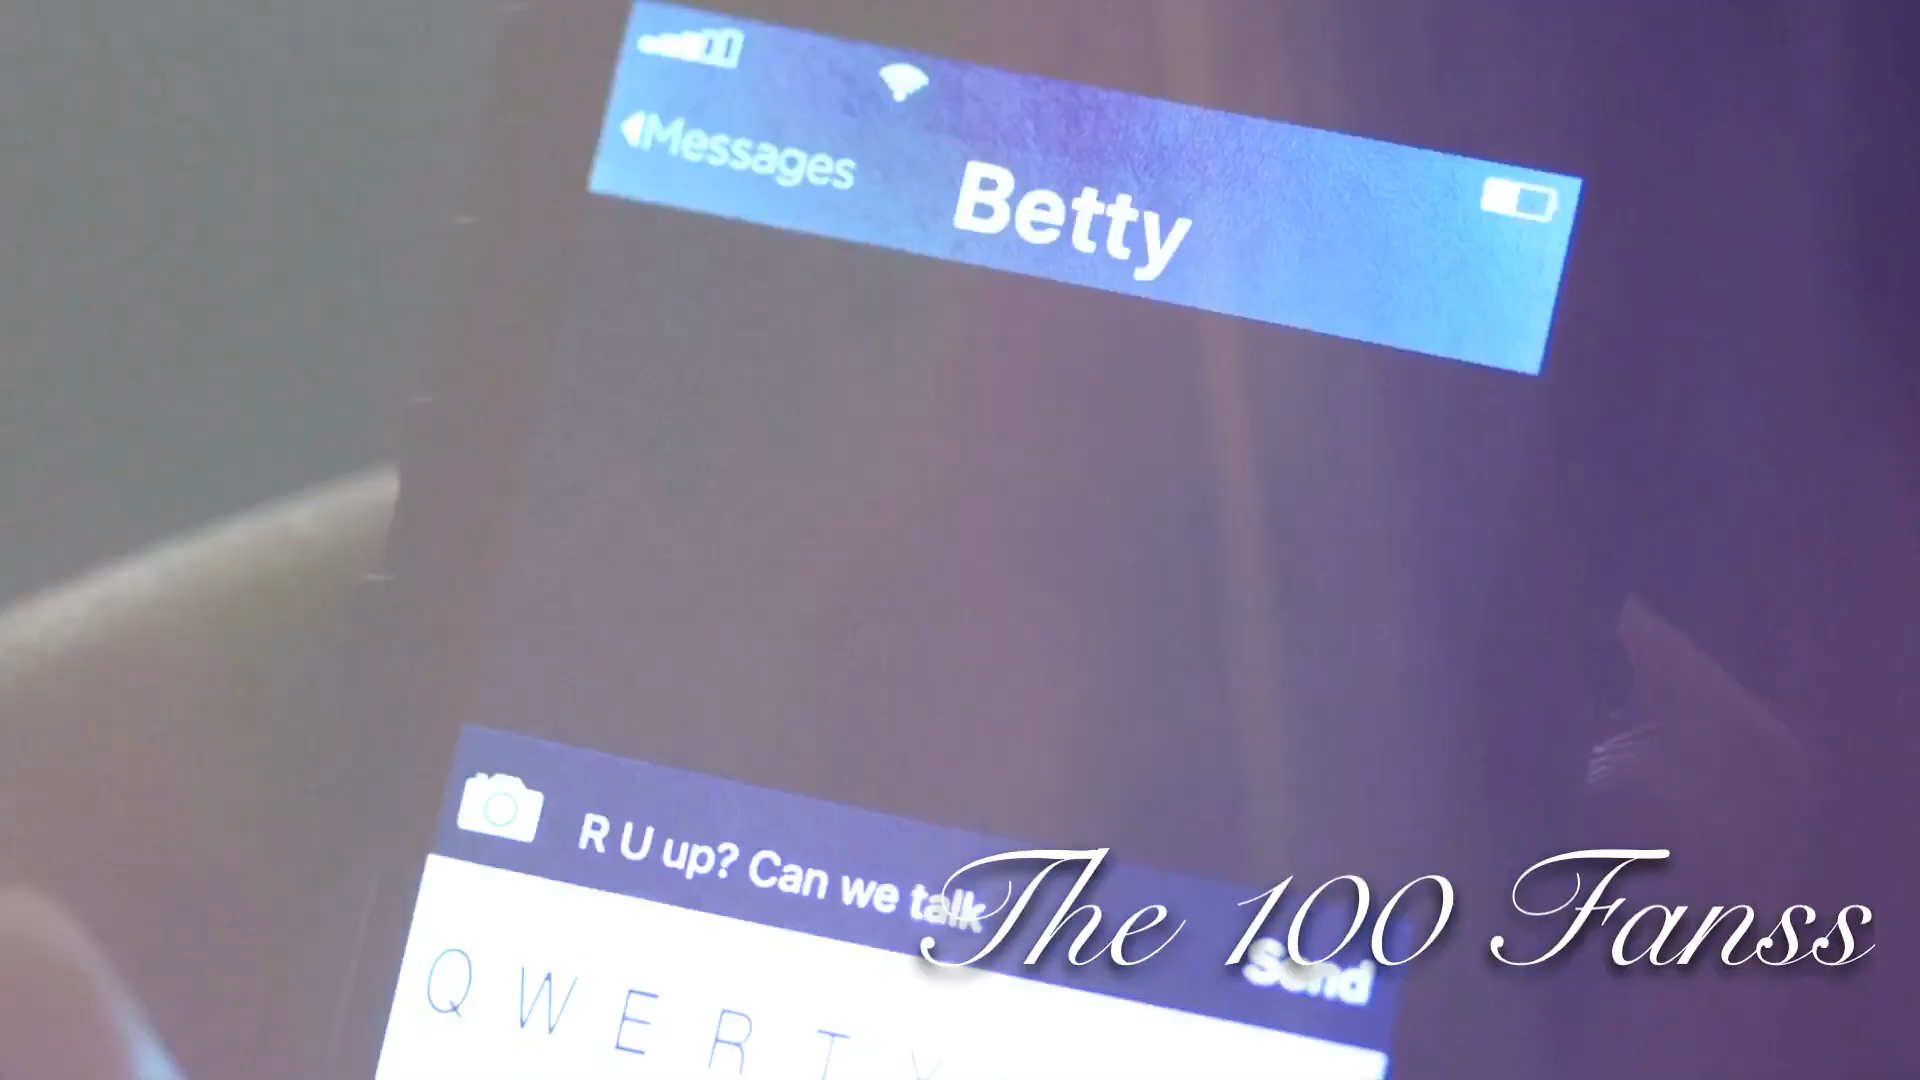 Messages
Betty
R U up? Can we talk
Send
The 100 Fanss
Q W E R T Y